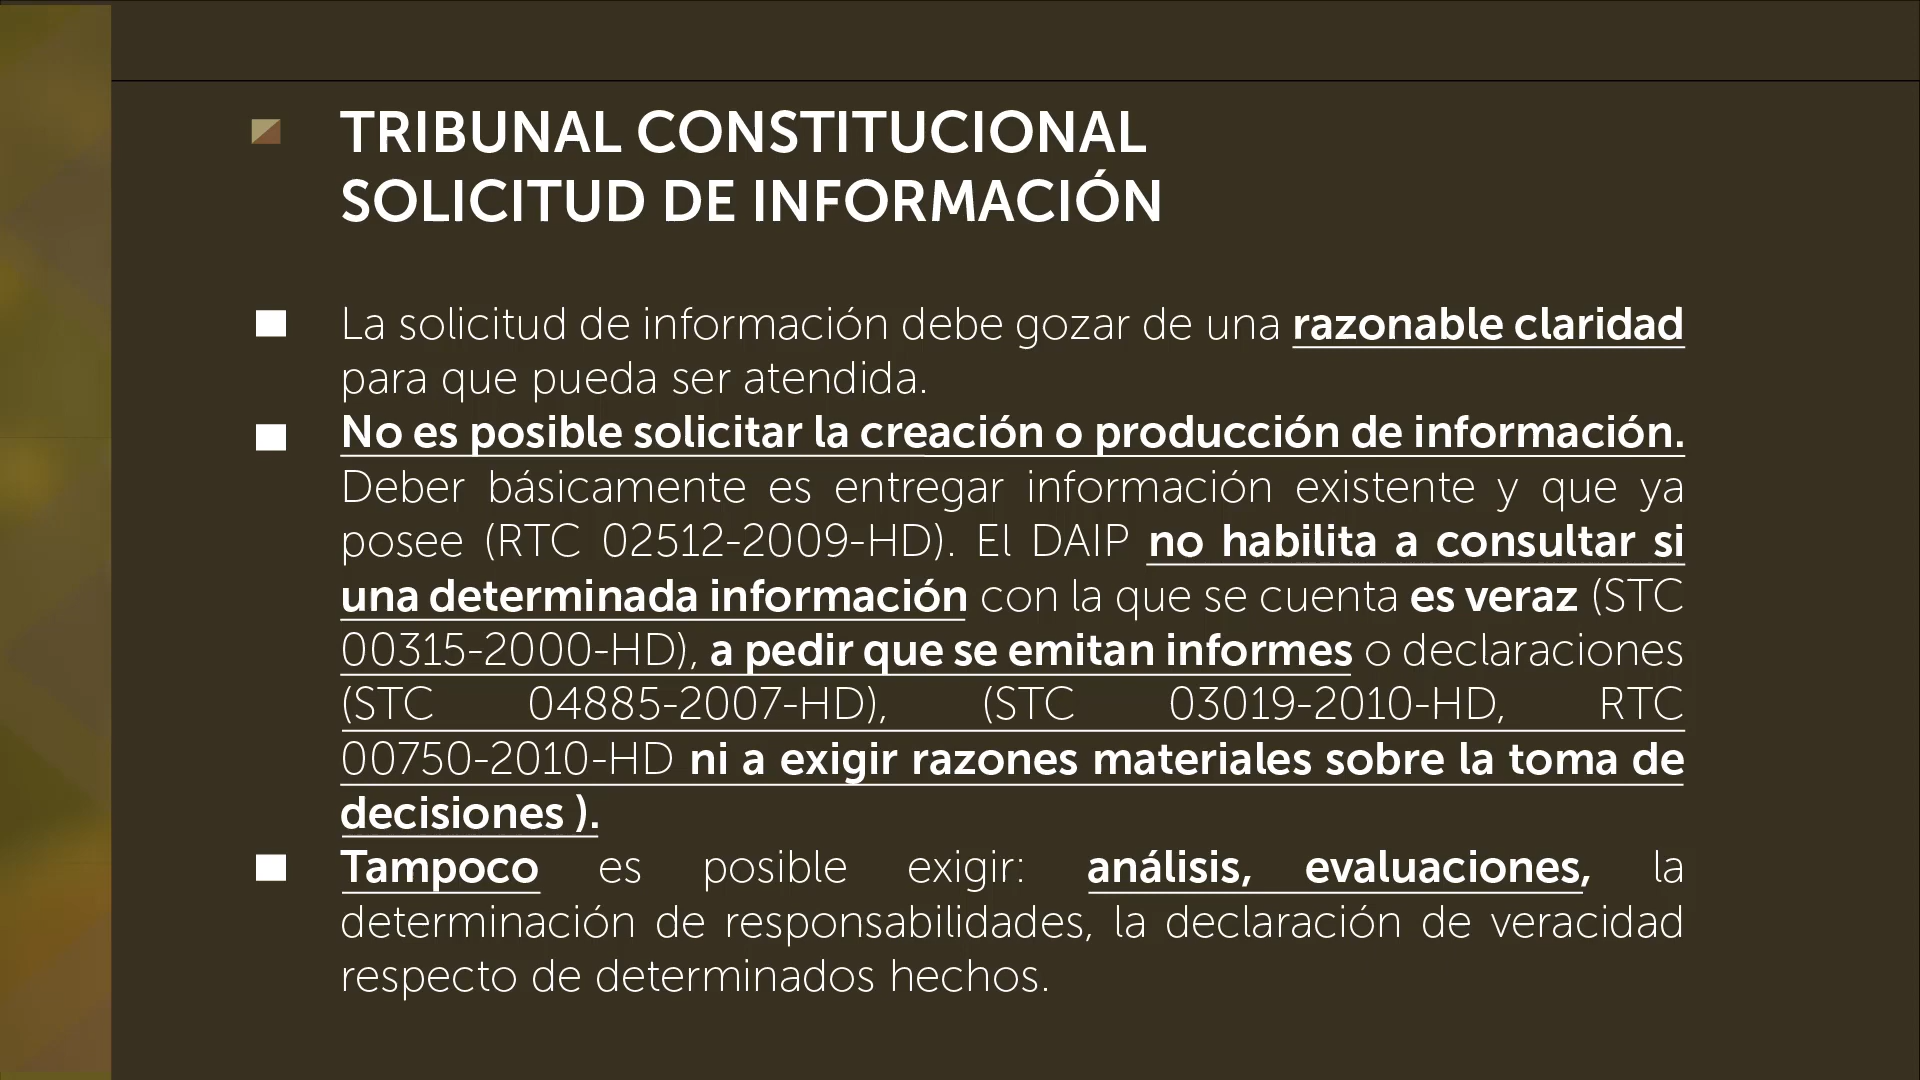 TRIBUNAL CONSTITUCIONAL
SOLICITUD DE INFORMACIÓN
La solicitud de información debe gozar de una razonable claridad
para que pueda ser atendida.
No es posible solicitar la creación o producción de información.
Deber básicamente es entregar información existente y que ya
posee (RTC 02512-2009-HD). El DAIP no habilita a consultar si
una determinada información con la que se cuenta es veraz (STC
00315-2000-HD), a pedir que se emitan informes o declaraciones
(STC 04885-2007-HD), (STC 03019-2010-HD, RTC
00750-2010-HD ni a exigir razones materiales sobre la toma de
decisiones ).
Tampoco es posible exigir: análisis, evaluaciones, la
determinación de responsabilidades, la declaración de veracidad
respecto de determinados hechos.